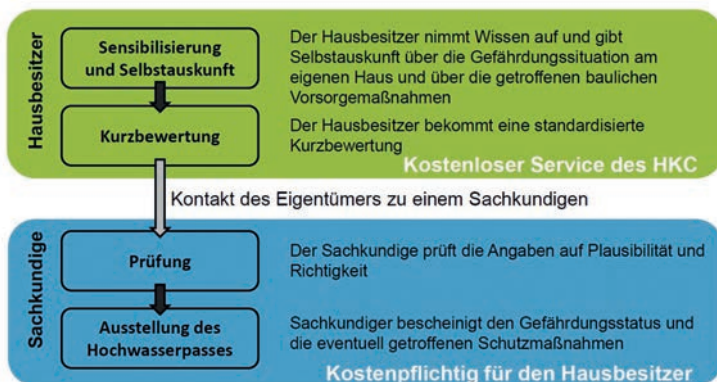 Hausbesitzer
Sensibilisierung
und Selbstauskunft
Der Hausbesitzer nimmt Wissen auf und gibt
Selbstauskunft über die Gefährdungssituation am
eigenen Haus und über die getroffenen baulichen
Vorsorgemaßnahmen
Kurzbewertung
Der Hausbesitzer bekommt eine standardisierte
Kurzbewertung
Kostenloser Service des HKC
Kontakt des Eigentümers zu einem Sachkundigen
Sachkundige
Prüfung
Der Sachkundige prüft die Angaben auf Plausibilität und
Richtigkeit
Ausstellung des
Hochwasserpasses
Sachkundiger bescheinigt den Gefährdungsstatus und
die eventuell getroffenen Schutzmaßnahmen
Kostenpflichtig für den Hausbesitzer